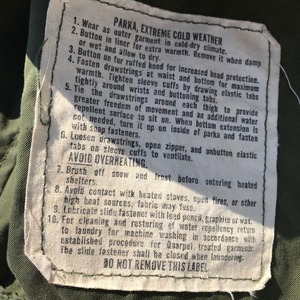 PARKA, EXTREME COLD WEATHER
1. Wear as outer garment in cold-dry climate.
2. Button in liner for extra warmth. Remove it when damp
or wet and allow to dry.
3. Button on fur ruffed hood for increased head protection.
4. Fasten drawstrings at waist and bottom for maximum
warmth. Tighten sleeve cuffs by drawing elastic tabs
tightly around wrists and buttoning tabs.
5. Tie the drawstrings around each thigh to provide
greater freedom of movement and an additional water
repellent surface to sit on. When bottom extension is
not needed, turn it up on inside of parka and fasten
with snap fasteners.
6. Loosen drawstrings, open zipper, and unbutton elastic
tabs on sleeve cuffs to ventilate.
AVOID OVERHEATING
7. Brush off snow and frost before entering heated
shelters.
8. Avoid contact with heated stoves, open fires, or other
high heat sources; fabric may fuse.
9. Lubricate slide fastener with lead pencil, graphite or wax.
10. For cleaning and restoring of water repellency return
to laundry for machine washing in accordance with
established procedure for Quarpel treated garments.
The slide fastener shall be closed when laundering.
DO NOT REMOVE THIS LABEL